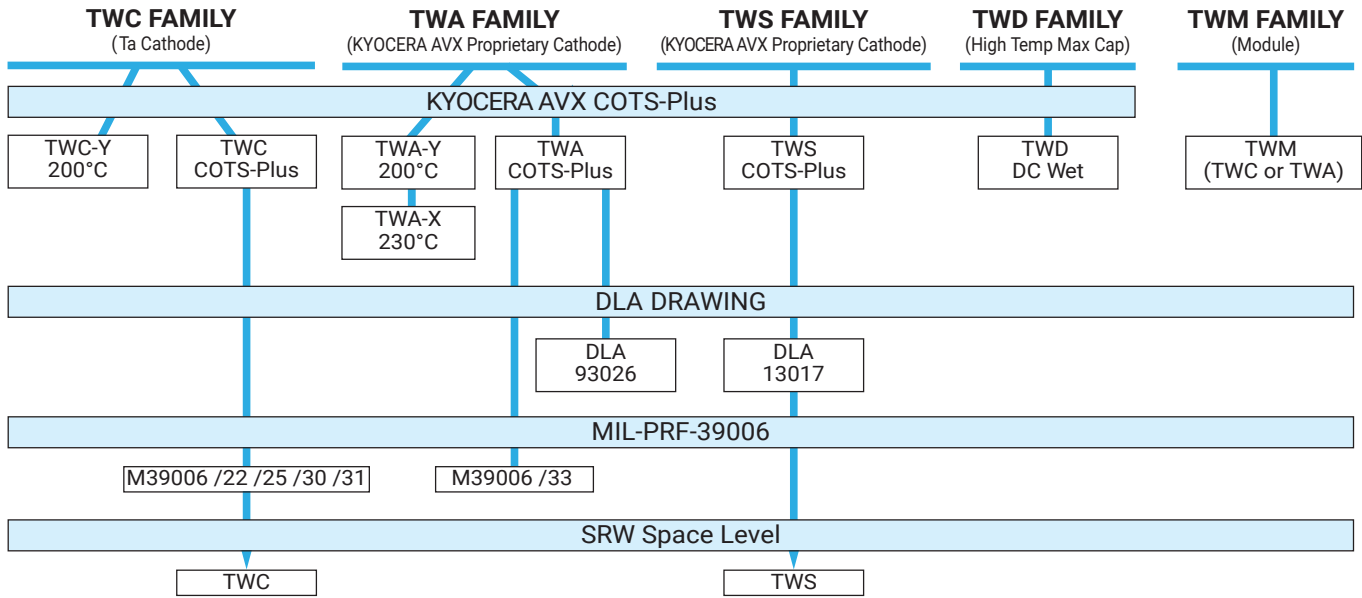 TWC FAMILY
(Ta Cathode)
TWA FAMILY
(KYOCERA AVX Proprietary Cathode)
TWS FAMILY
(KYOCERA AVX Proprietary Cathode)
TWD FAMILY
(High Temp Max Cap)
TWM FAMILY
(Module)
KYOCERA AVX COTS-Plus
TWC-Y
200°C
TWC
COTS-Plus
TWA-Y
200°C
TWA
COTS-Plus
TWS
COTS-Plus
TWD
DC Wet
TWM
(TWC or TWA)
TWA-X
230°C
DLA DRAWING
DLA
93026
DLA
13017
MIL-PRF-39006
M39006 /22 /25 /30 /31
M39006 /33
SRW Space Level
TWC
TWS